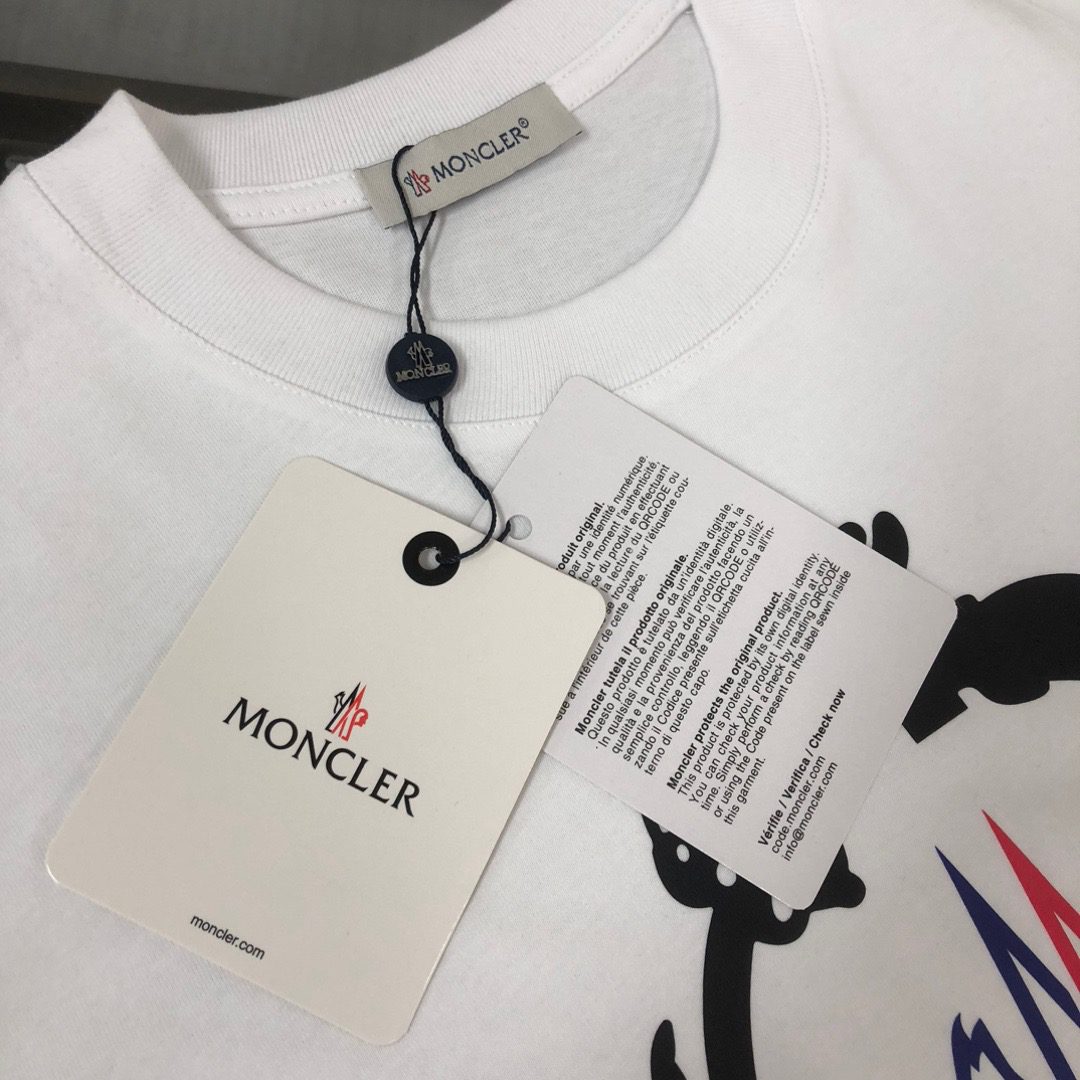 MONCLER®
MONCLER
MONCLER
moncler.com
produit original.
par une identité numérique.
tout moment l'authenticité,
ce du produit en effectuant
la lecture du QRCODE ou
se trouvant sur l'étiquette cou-
sue à l'intérieur de cette pièce.
Moncler tutela il prodotto originale.
Questo prodotto è tutelato da un'identità digitale.
In qualsiasi momento può verificare l'autenticità, la
qualità e la provenienza del prodotto facendo un
semplice controllo, leggendo il QRCODE o utiliz-
zando il Codice presente sull'etichetta cucita all'in-
terno di questo capo.
Moncler protects the original product.
This product is protected by its own digital identity.
You can check your product information at any
time. Simply perform a check by reading QRCODE
or using the Code present on the label sewn inside
this garment.
Vérifie / Verifica / Check now
code.moncler.com
info@moncler.com